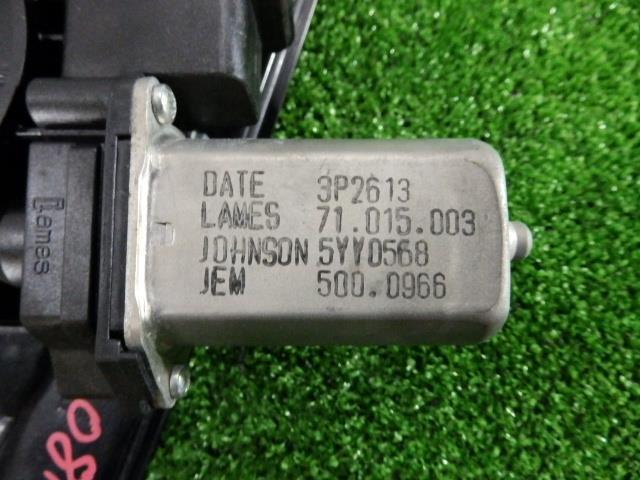 DATE 3P2613
LAMES 71.015.003
JOHNSON 5YY0568
JEM 500.0966
Lames